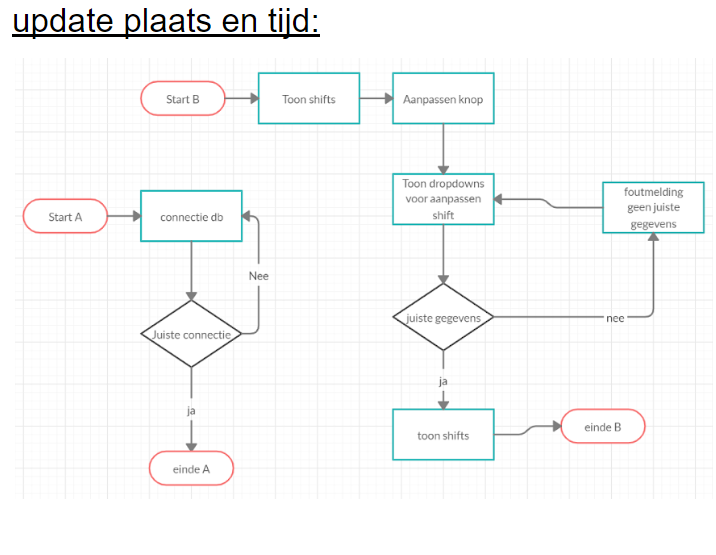 update plaats en tijd:
Start B
Toon shifts
Aanpassen knop
Toon dropdowns
voor aanpassen
shift
foutmelding
geen juiste
gegevens
Start A
connectie db
Nee
Juiste connectie
juiste gegevens
nee
ja
ja
toon shifts
einde B
einde A